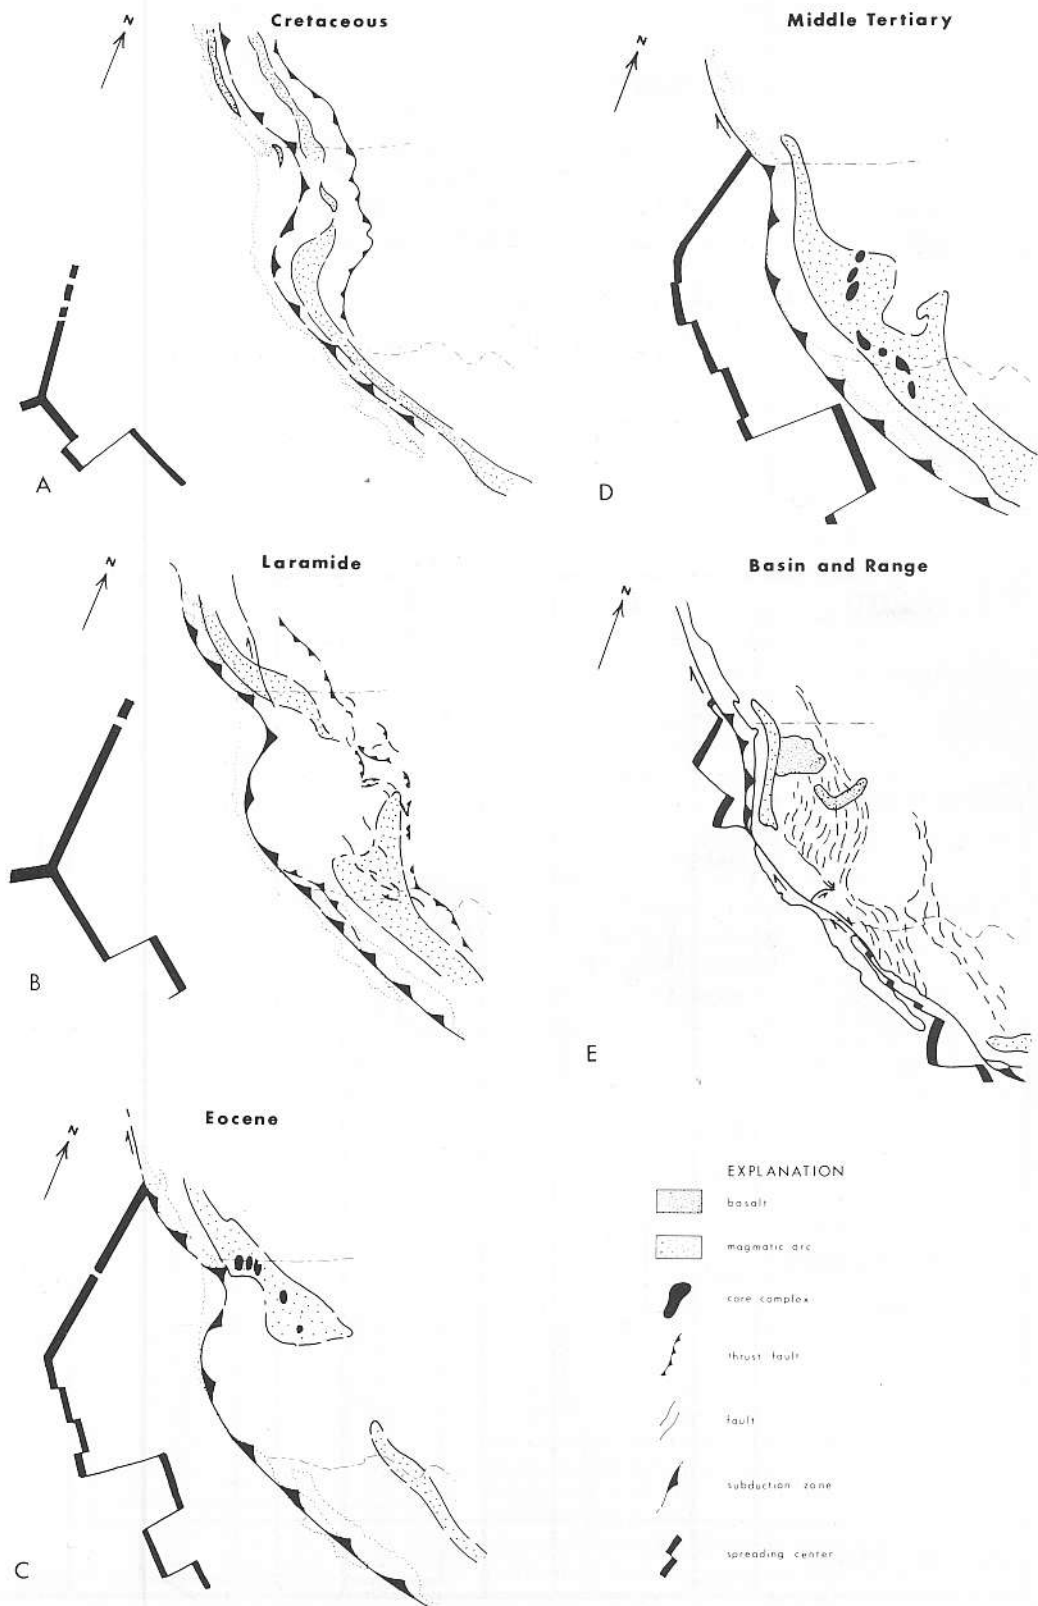 Cretaceous
N
A
Laramide
N
B
Eocene
N
C
Middle Tertiary
N
D
Basin and Range
N
E
EXPLANATION
basalt
magmatic arc
core complex
thrust fault
fault
subduction zone
spreading center